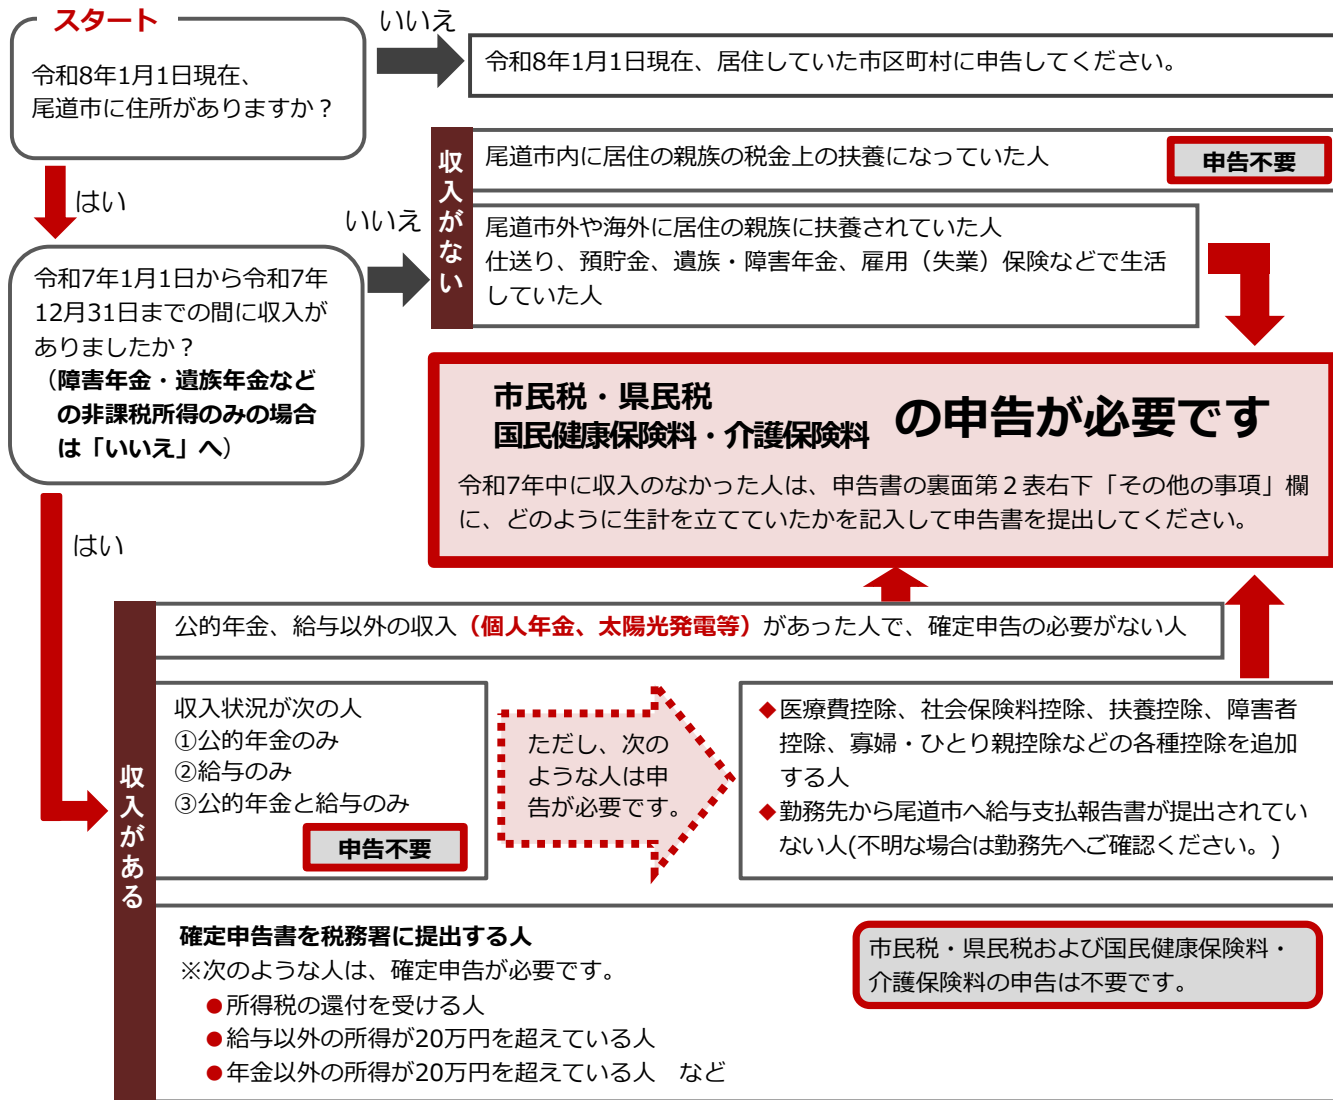 スタート
令和8年1月1日現在、
尾道市に住所がありますか？
いいえ
令和8年1月1日現在、居住していた市区町村に申告してください。
はい
令和7年1月1日から令和7年
12月31日までの間に収入が
ありましたか？
（障害年金・遺族年金など
の非課税所得のみの場合
は「いいえ」へ）
いいえ
収入がない
尾道市内に居住の親族の税金上の扶養になっていた人
申告不要
尾道市外や海外に居住の親族に扶養されていた人
仕送り、預貯金、遺族・障害年金、雇用（失業）保険などで生活
していた人
市民税・県民税
国民健康保険料・介護保険料
の申告が必要です
令和7年中に収入のなかった人は、申告書の裏面第２表右下「その他の事項」欄
に、どのように生計を立てていたかを記入して申告書を提出してください。
はい
収入がある
公的年金、給与以外の収入（個人年金、太陽光発電等）があった人で、確定申告の必要がない人
収入状況が次の人
①公的年金のみ
②給与のみ
③公的年金と給与のみ
申告不要
ただし、次の
ような人は申
告が必要です。
◆医療費控除、社会保険料控除、扶養控除、障害者
控除、寡婦・ひとり親控除などの各種控除を追加
する人
◆勤務先から尾道市へ給与支払報告書が提出されてい
ない人(不明な場合は勤務先へご確認ください。)
確定申告書を税務署に提出する人
※次のような人は、確定申告が必要です。
●所得税の還付を受ける人
●給与以外の所得が20万円を超えている人
●年金以外の所得が20万円を超えている人　など
市民税・県民税および国民健康保険料・
介護保険料の申告は不要です。